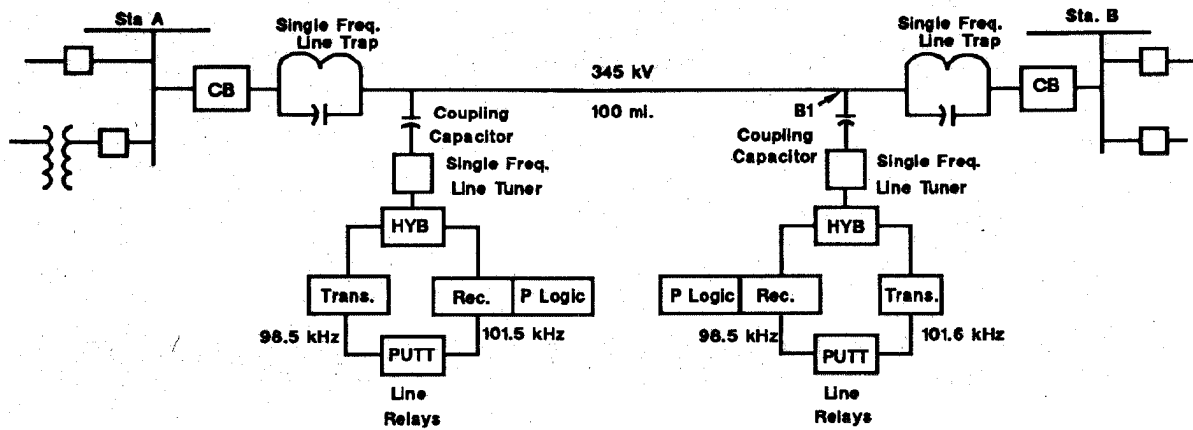 Sta A
Single Freq.
Line Trap
CB
345 kV
100 mi.
Single Freq.
Line Trap
Sta. B
CB
B1
Coupling
Capacitor
Single Freq.
Line Tuner
HYB
Trans.
Rec.
P Logic
98.5 kHz
101.5 kHz
PUTT
Line
Relays
Coupling
Capacitor
Single Freq.
Line Tuner
HYB
P Logic
Rec.
Trans.
98.5 kHz
101.6 kHz
PUTT
Line
Relays